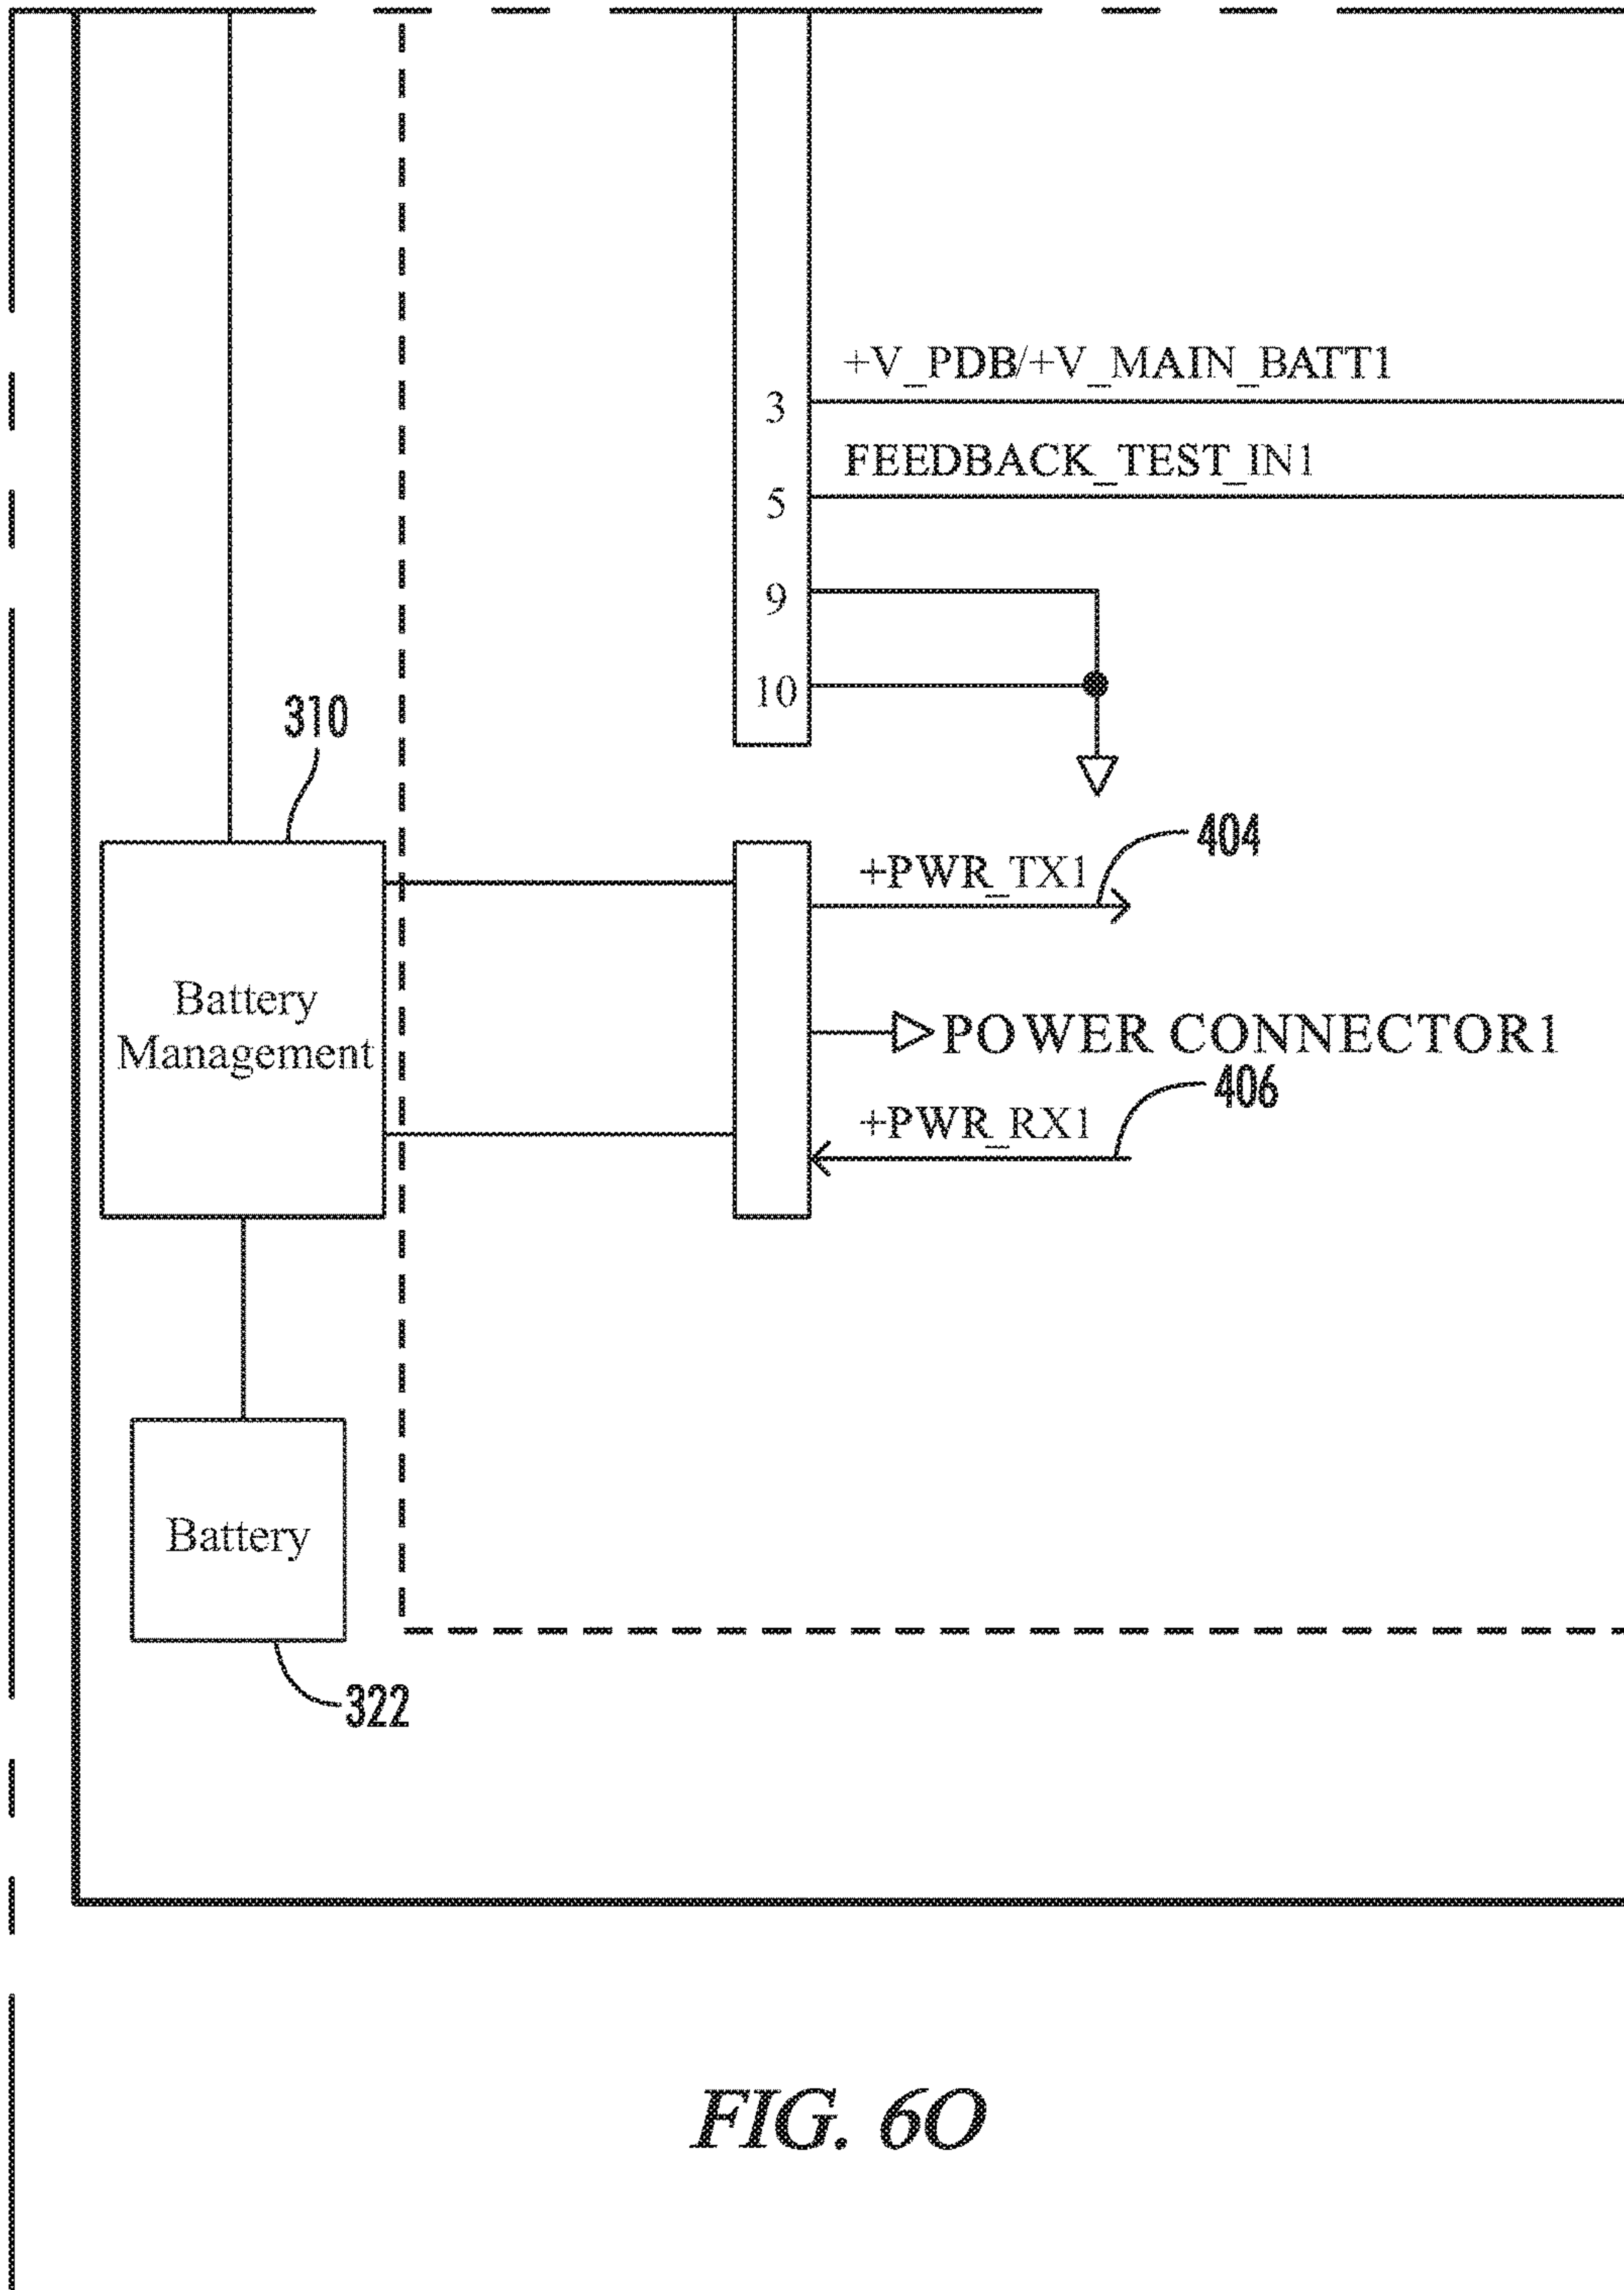 +V_PDB/+V_MAIN_BATT1
3
FEEDBACK_TEST_IN1
5
9
10
310
404
+PWR_TX1
Battery
Management
POWER CONNECTOR1
406
+PWR_RX1
Battery
322
FIG. 6O